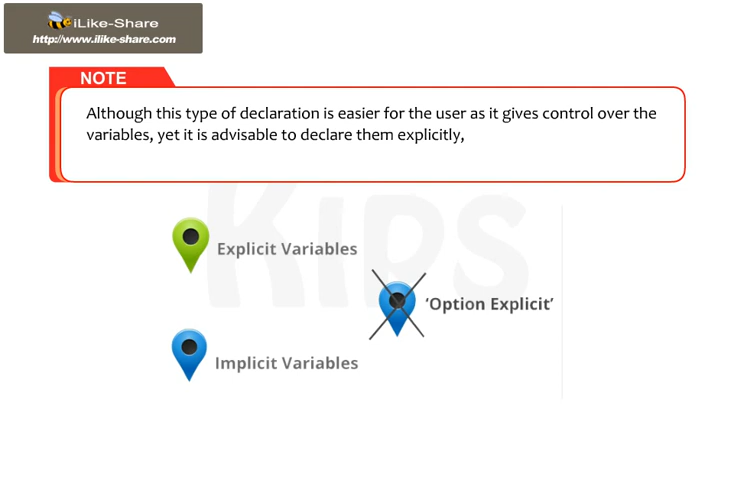 iLike-Share
http://www.ilike-share.com
NOTE
Although this type of declaration is easier for the user as it gives control over the
variables, yet it is advisable to declare them explicitly,
KIDS
Explicit Variables
‘Option Explicit’
Implicit Variables